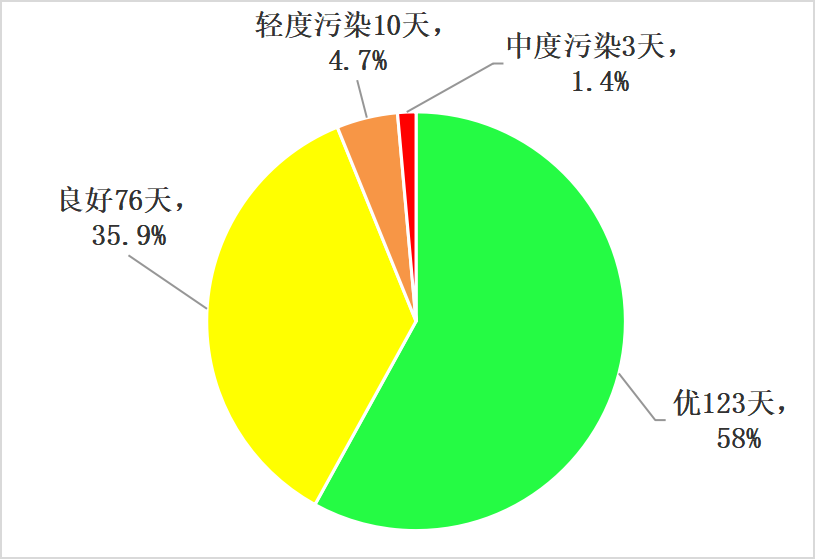 轻度污染10天，
4.7%
中度污染3天，
1.4%
良好76天，
35.9%
优123天，
58%